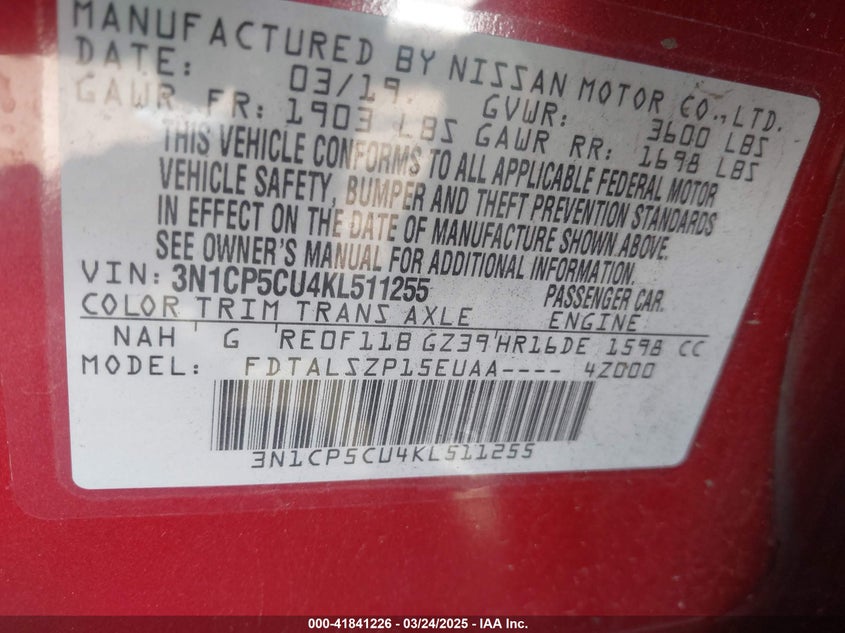 MANUFACTURED BY NISSAN MOTOR CO., LTD.
DATE: 03/19. GVWR: 3600 LBS
GAWR FR: 1903 LBS GAWR RR: 1698 LBS
THIS VEHICLE CONFORMS TO ALL APPLICABLE FEDERAL MOTOR
VEHICLE SAFETY, BUMPER AND THEFT PREVENTION STANDARDS
IN EFFECT ON THE DATE OF MANUFACTURE SHOWN ABOVE.
SEE OWNER'S MANUAL FOR ADDITIONAL INFORMATION.
VIN: 3N1CP5CU4KL511255 PASSENGER CAR.
COLOR TRIM TRANS AXLE ENGINE
NAH G RE0F11B GZ39 HR16DE 1598 CC
MODEL: FDTALSZP15EUAA---- 4Z000
3N1CP5CU4KL511255
000-41841226 - 03/24/2025 - IAA Inc.